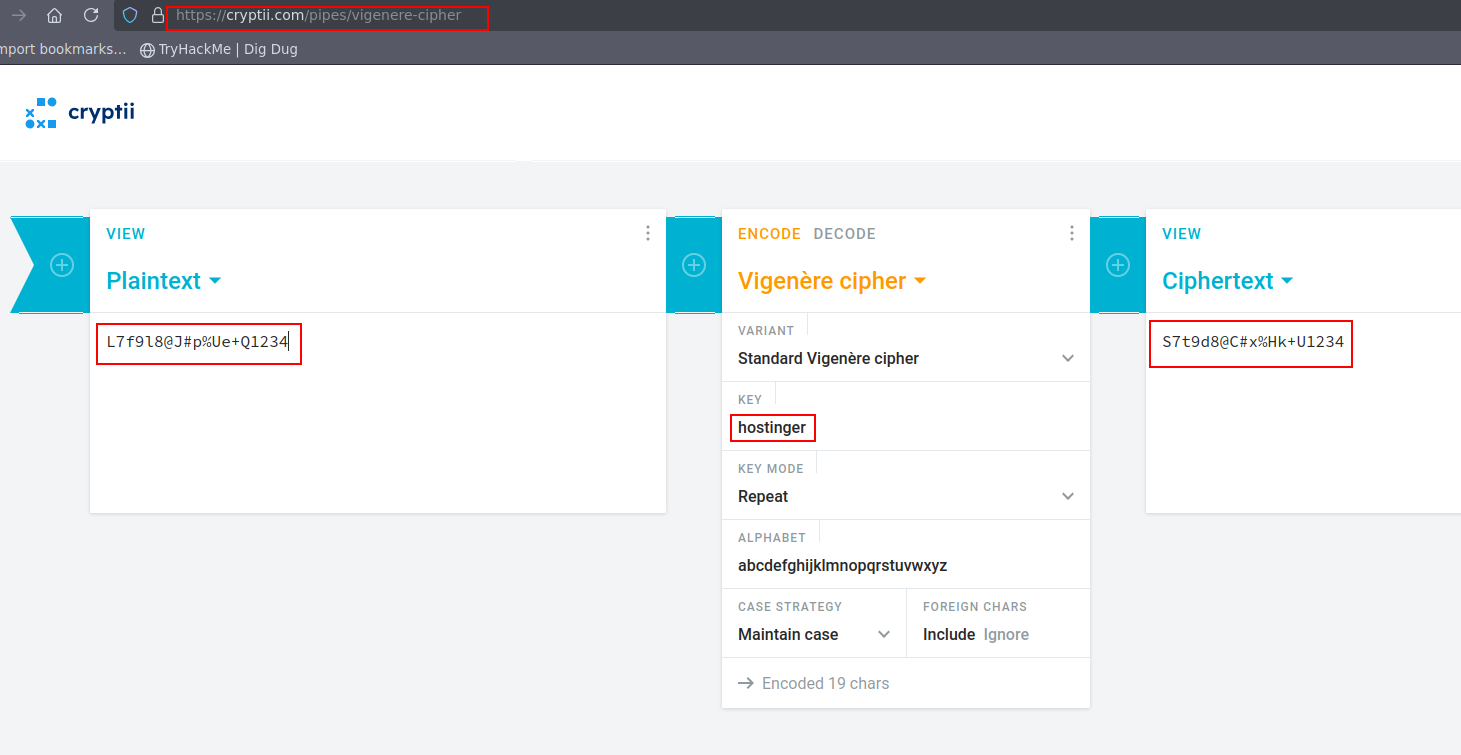 https://cryptii.com/pipes/vigenere-cipher
mport bookmarks… TryHackMe | Dig Dug
cryptii
VIEW
Plaintext
L7f9l8@J#p%Ue+Q1234
ENCODE DECODE
Vigenère cipher
VARIANT
Standard Vigenère cipher
KEY
hostinger
KEY MODE
Repeat
ALPHABET
abcdefghijklmnopqrstuvwxyz
CASE STRATEGY FOREIGN CHARS
Maintain case Include Ignore
Encoded 19 chars
VIEW
Ciphertext
S7t9d8@C#x%Hk+U1234